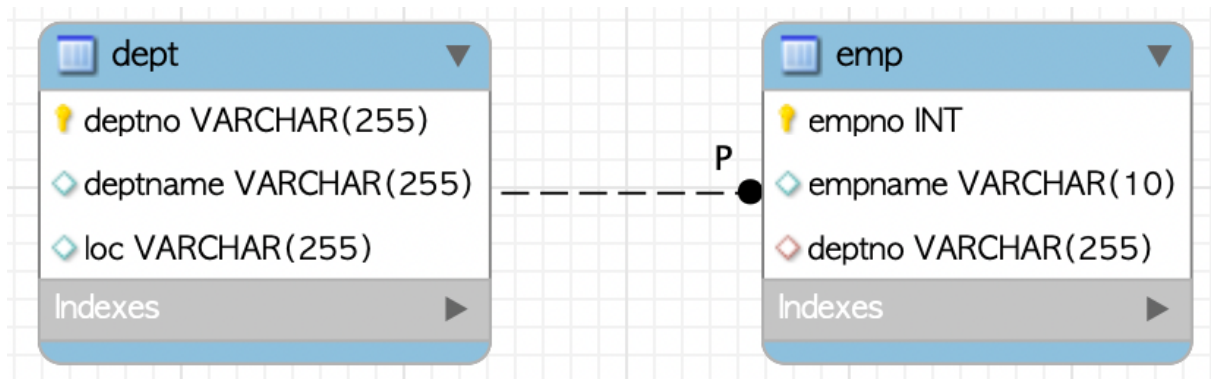 dept
deptno VARCHAR(255)
deptname VARCHAR(255)
loc VARCHAR(255)
Indexes
P
emp
empno INT
empname VARCHAR(10)
deptno VARCHAR(255)
Indexes